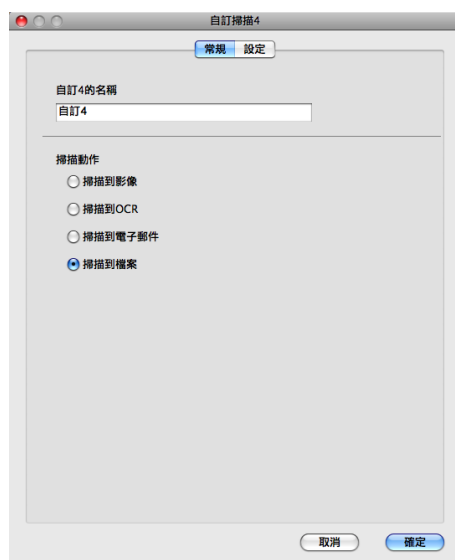 自訂掃描4
常規 設定
自訂4的名稱
自訂4
掃描動作
掃描到影像
掃描到OCR
掃描到電子郵件
掃描到檔案
取消 確定